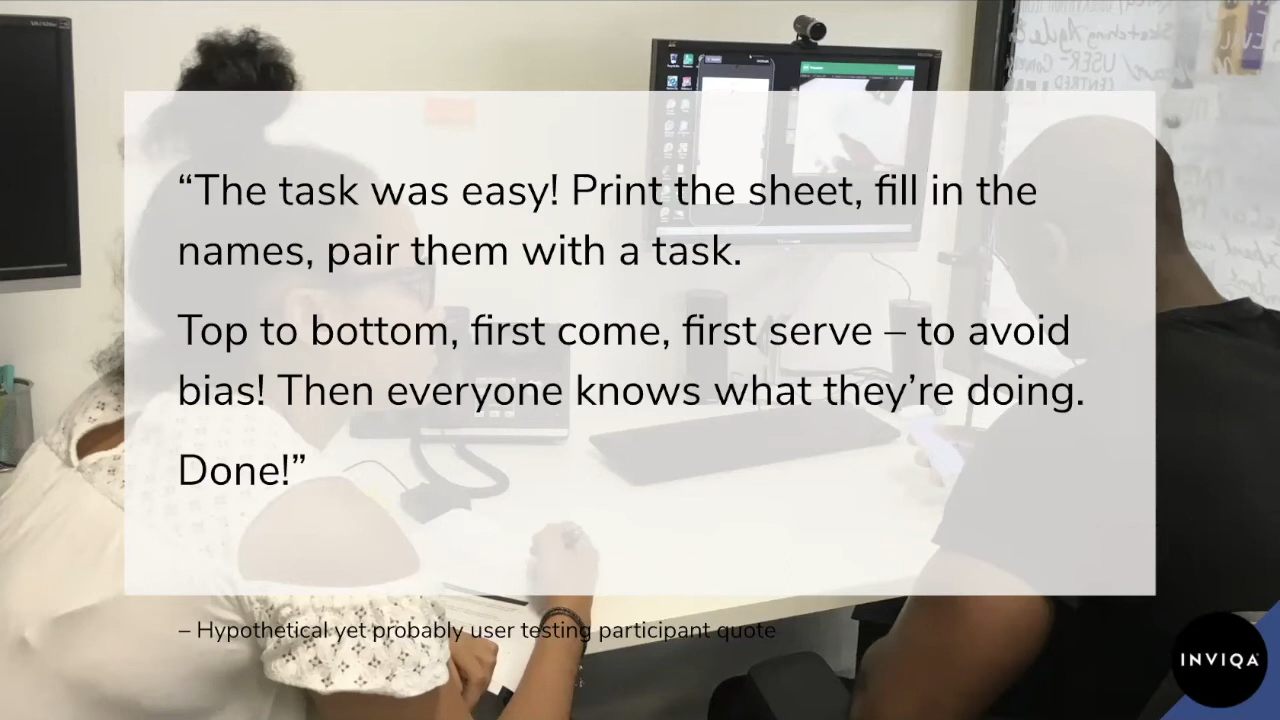 “The task was easy! Print the sheet, fill in the
names, pair them with a task.
Top to bottom, first come, first serve – to avoid
bias! Then everyone knows what they’re doing.
Done!”
– Hypothetical yet probably user testing participant quote
INVIQA